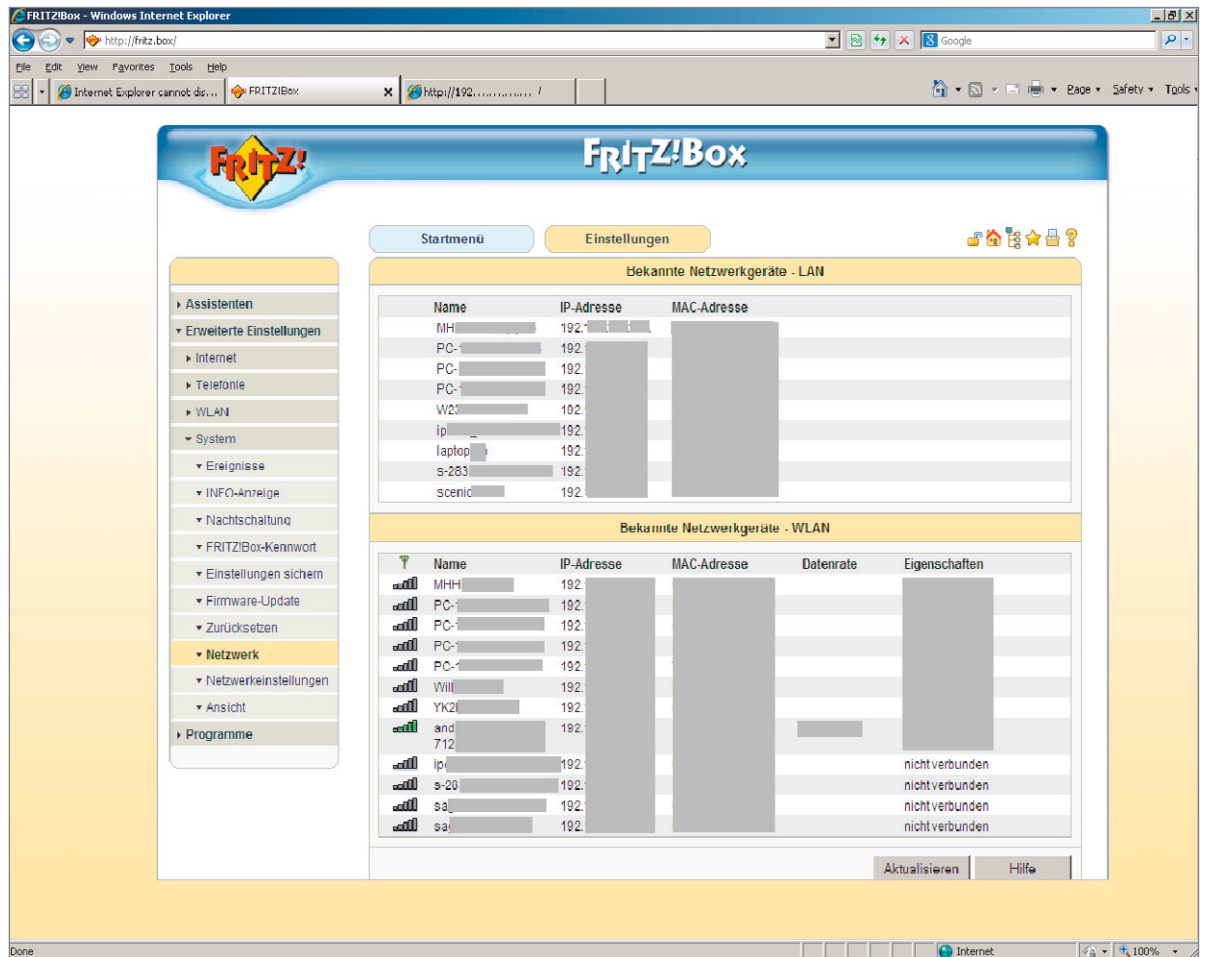 FRITZ!Box - Windows Internet Explorer
http://fritz.box/
Google
File Edit View Favorites Tools Help
Internet Explorer cannot dis... FRITZ!Box http://192.............. /
Page Safety Tools
FRITZ! FRITZ!Box
Startmenü Einstellungen
Bekannte Netzwerkgeräte - LAN
Assistenten
Erweiterte Einstellungen
Internet
Telefonie
WLAN
System
Ereignisse
INFO-Anzeige
Nachtschaltung
FRITZ!Box-Kennwort
Einstellungen sichern
Firmware-Update
Zurücksetzen
Netzwerk
Netzwerkeinstellungen
Ansicht
Programme
Name IP-Adresse MAC-Adresse
MH 192.
PC- 192.
PC- 192.
PC- 192.
W23 192.
ip 192.
laptop 192.
s-283 192.
scenic 192.
Bekannte Netzwerkgeräte - WLAN
Name IP-Adresse MAC-Adresse Datenrate Eigenschaften
MHH 192.
PC-1 192.
PC-1 192.
PC-1 192.
PC-1 192.
Will 192.
YK2 192.
and 192.
712
ip 192. nicht verbunden
s-28 192. nicht verbunden
sa 192. nicht verbunden
sa 192. nicht verbunden
Aktualisieren Hilfe
Done Internet 100%